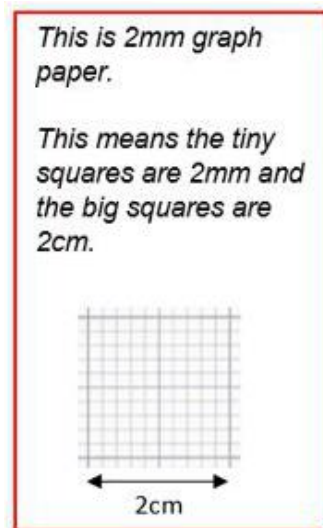 This is 2mm graph
paper.
This means the tiny
squares are 2mm and
the big squares are
2cm.
2cm